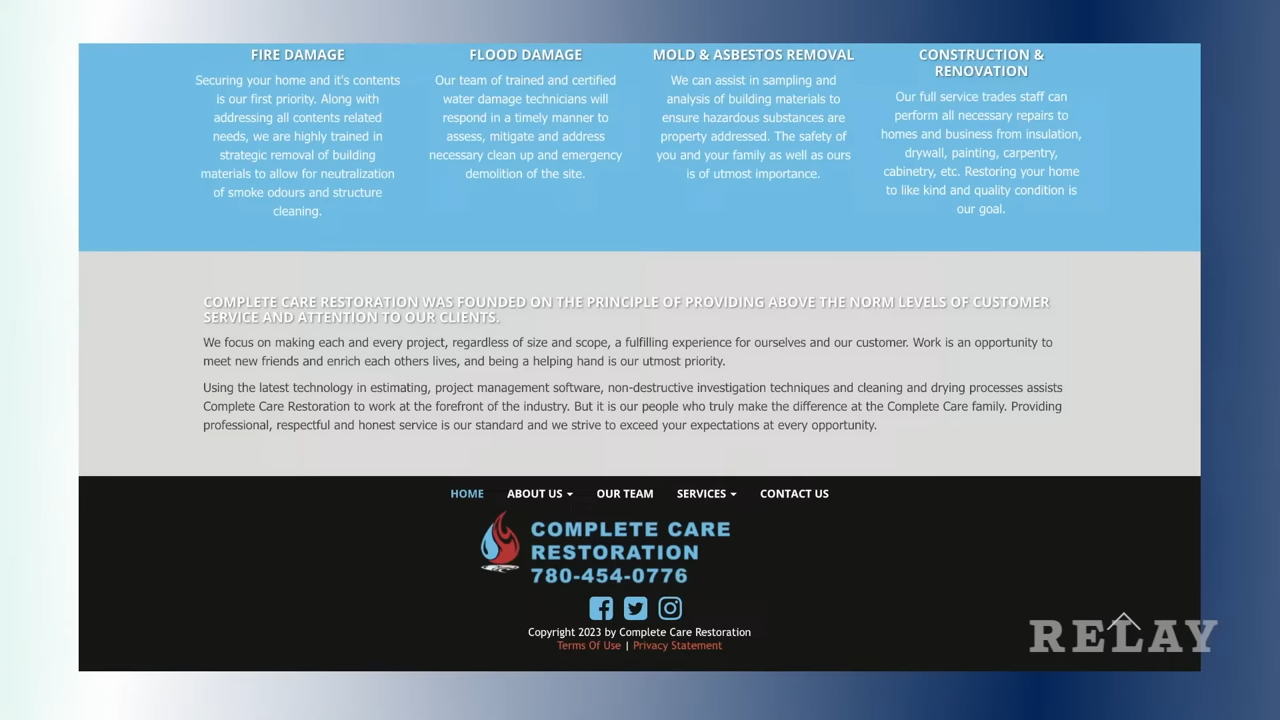 FIRE DAMAGE
Securing your home and it's contents
is our first priority. Along with
addressing all contents related
needs, we are highly trained in
strategic removal of building
materials to allow for neutralization
of smoke odours and structure
cleaning.
FLOOD DAMAGE
Our team of trained and certified
water damage technicians will
respond in a timely manner to
assess, mitigate and address
necessary clean up and emergency
demolition of the site.
MOLD & ASBESTOS REMOVAL
We can assist in sampling and
analysis of building materials to
ensure hazardous substances are
property addressed. The safety of
you and your family as well as ours
is of utmost importance.
CONSTRUCTION &
RENOVATION
Our full service trades staff can
perform all necessary repairs to
homes and business from insulation,
drywall, painting, carpentry,
cabinetry, etc. Restoring your home
to like kind and quality condition is
our goal.
COMPLETE CARE RESTORATION WAS FOUNDED ON THE PRINCIPLE OF PROVIDING ABOVE THE NORM LEVELS OF CUSTOMER
SERVICE AND ATTENTION TO OUR CLIENTS.
We focus on making each and every project, regardless of size and scope, a fulfilling experience for ourselves and our customer. Work is an opportunity to
meet new friends and enrich each others lives, and being a helping hand is our utmost priority.
Using the latest technology in estimating, project management software, non-destructive investigation techniques and cleaning and drying processes assists
Complete Care Restoration to work at the forefront of the industry. But it is our people who truly make the difference at the Complete Care family. Providing
professional, respectful and honest service is our standard and we strive to exceed your expectations at every opportunity.
HOME ABOUT US OUR TEAM SERVICES CONTACT US
COMPLETE CARE
RESTORATION
780-454-0776
Copyright 2023 by Complete Care Restoration
Terms Of Use | Privacy Statement
RELAY